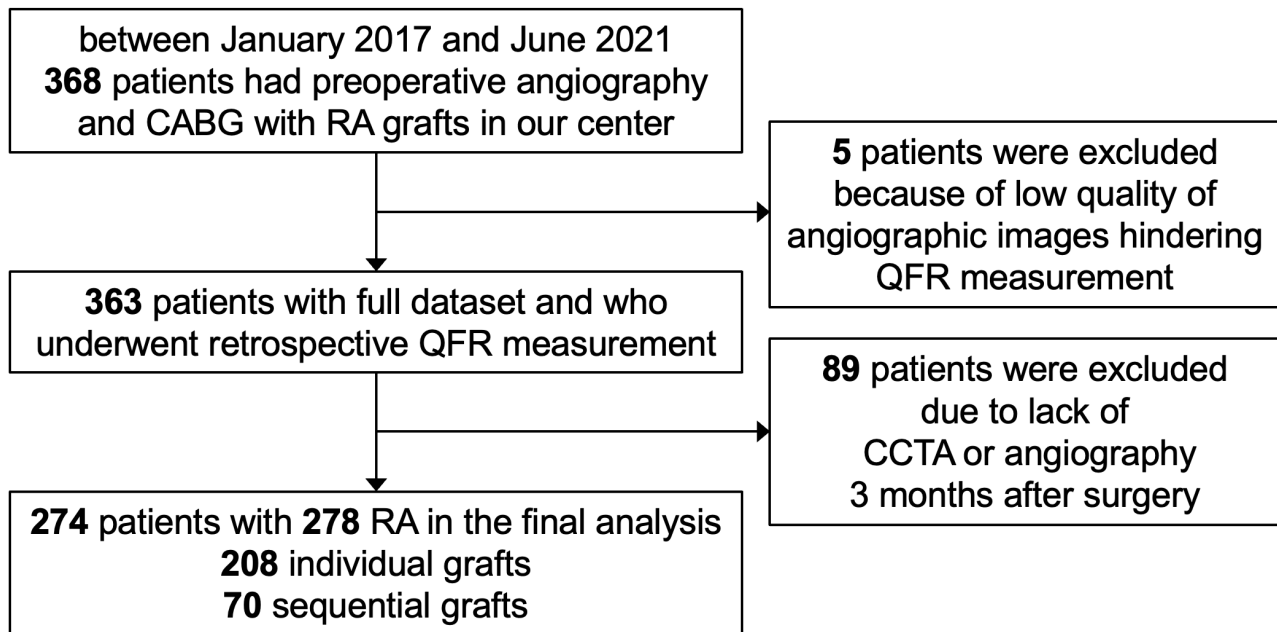 between January 2017 and June 2021
368 patients had preoperative angiography
and CABG with RA grafts in our center
5 patients were excluded
because of low quality of
angiographic images hindering
QFR measurement
363 patients with full dataset and who
underwent retrospective QFR measurement
89 patients were excluded
due to lack of
CCTA or angiography
3 months after surgery
274 patients with 278 RA in the final analysis
208 individual grafts
70 sequential grafts